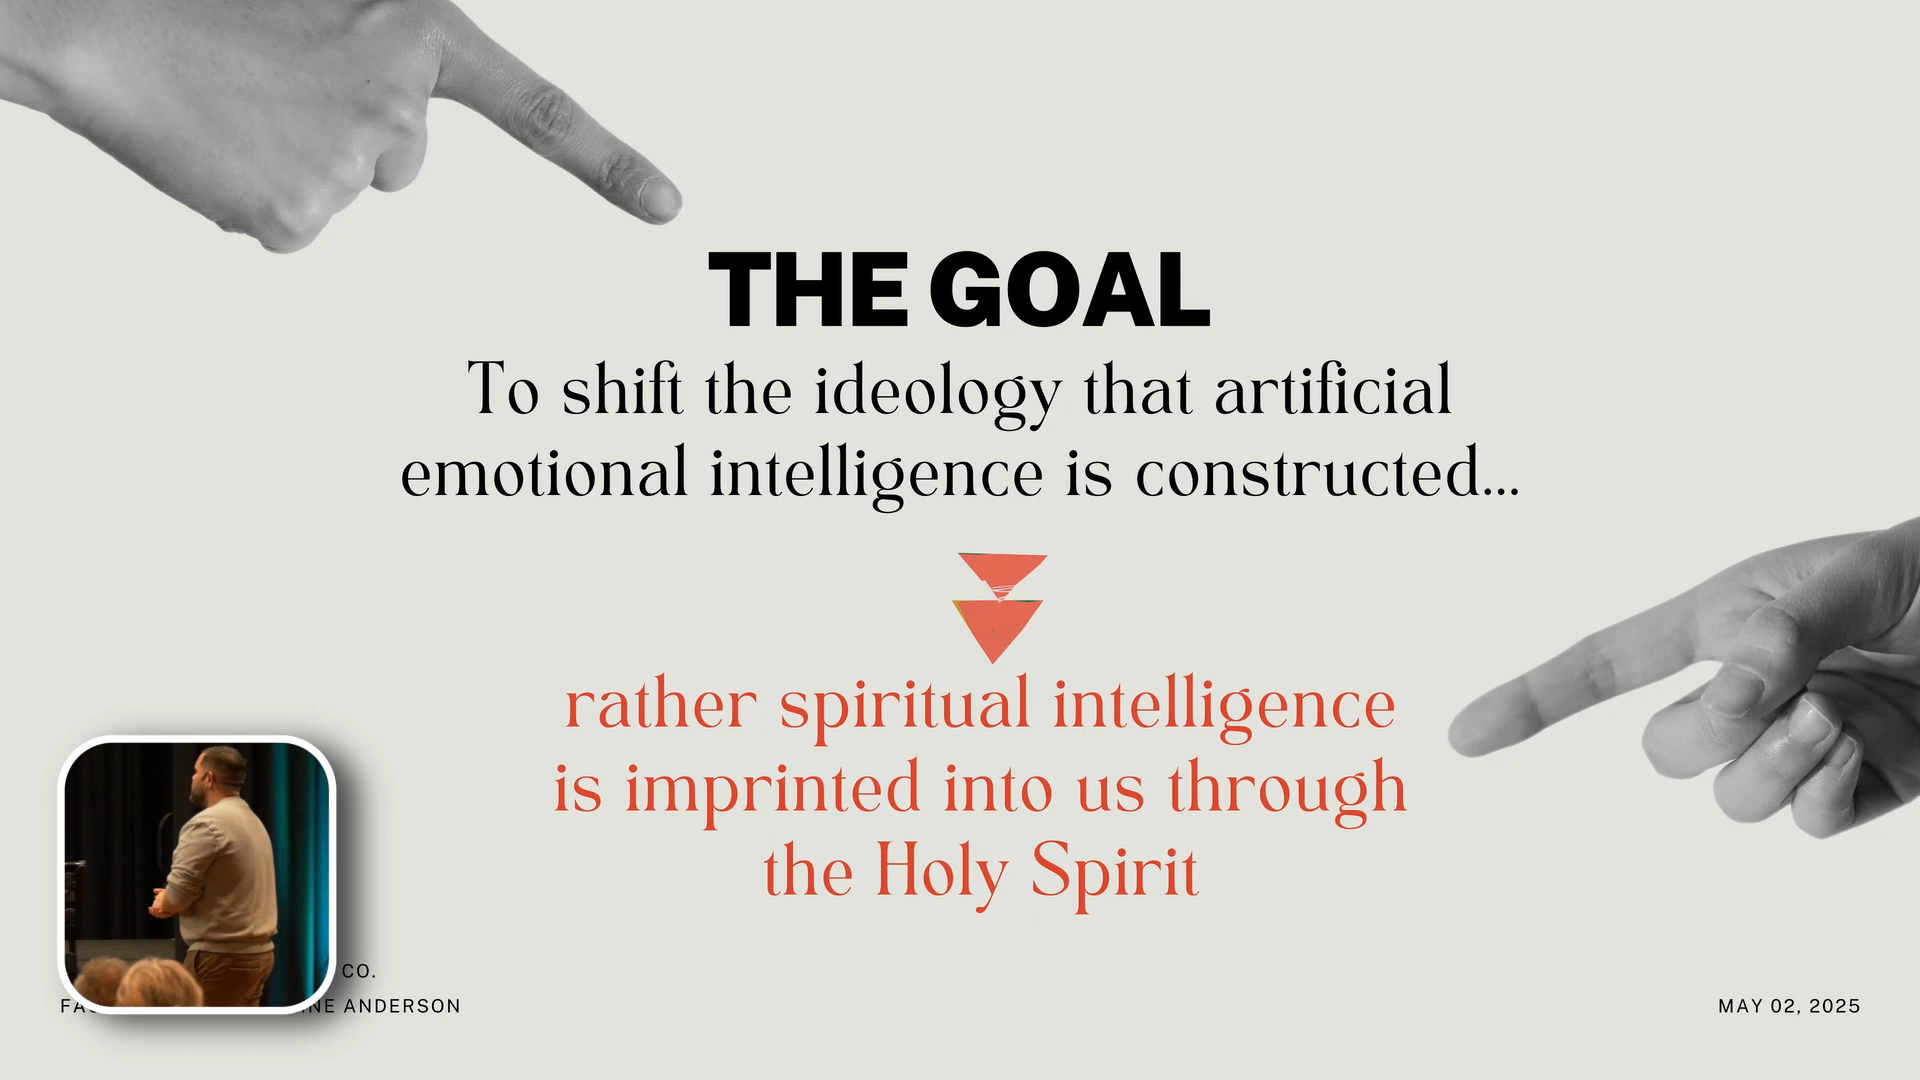 THE GOAL
To shift the ideology that artificial
emotional intelligence is constructed...
rather spiritual intelligence
is imprinted into us through
the Holy Spirit
CO.
ANDERSON
MAY 02, 2025